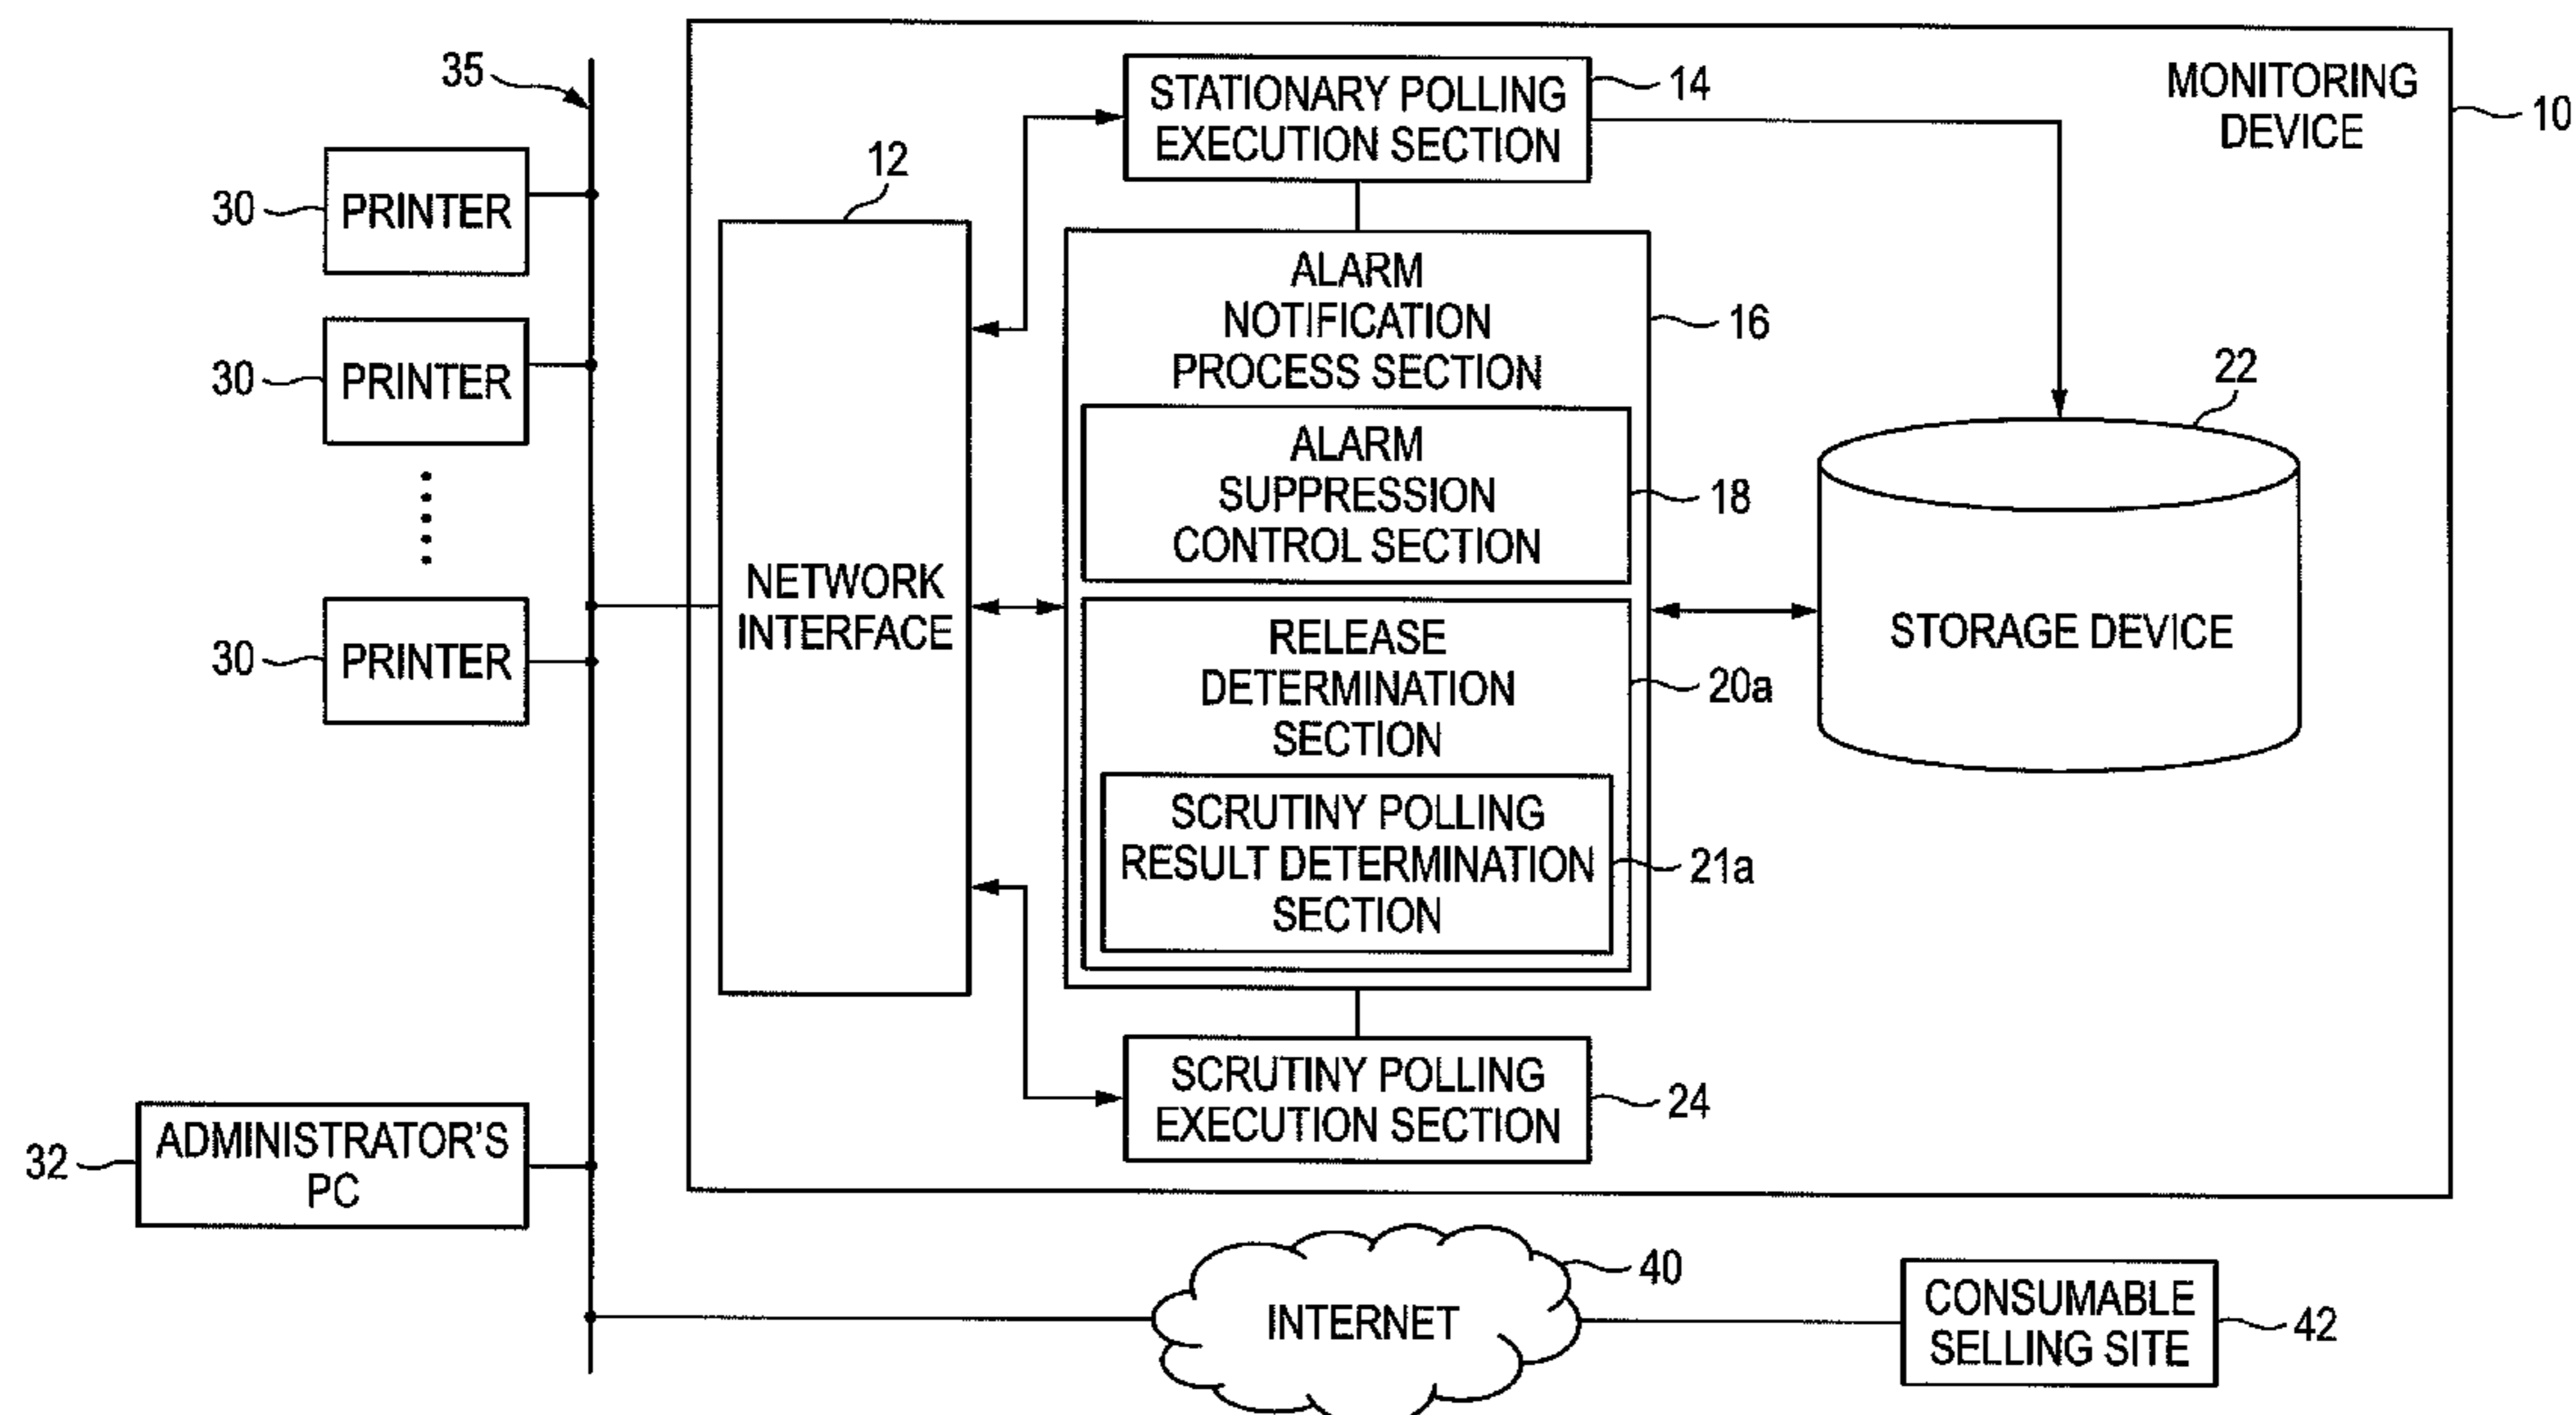 35
30
PRINTER
30
PRINTER
30
PRINTER
32
ADMINISTRATOR'S
PC
MONITORING
DEVICE
10
12
NETWORK
INTERFACE
STATIONARY POLLING
EXECUTION SECTION
14
ALARM
NOTIFICATION
PROCESS SECTION
16
ALARM
SUPPRESSION
CONTROL SECTION
18
RELEASE
DETERMINATION
SECTION
20a
SCRUTINY POLLING
RESULT DETERMINATION
SECTION
21a
SCRUTINY POLLING
EXECUTION SECTION
24
22
STORAGE DEVICE
INTERNET
40
CONSUMABLE
SELLING SITE
42